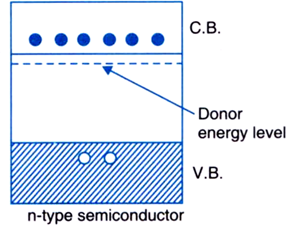 C.B.
Donor
energy level
V.B.
n-type semiconductor